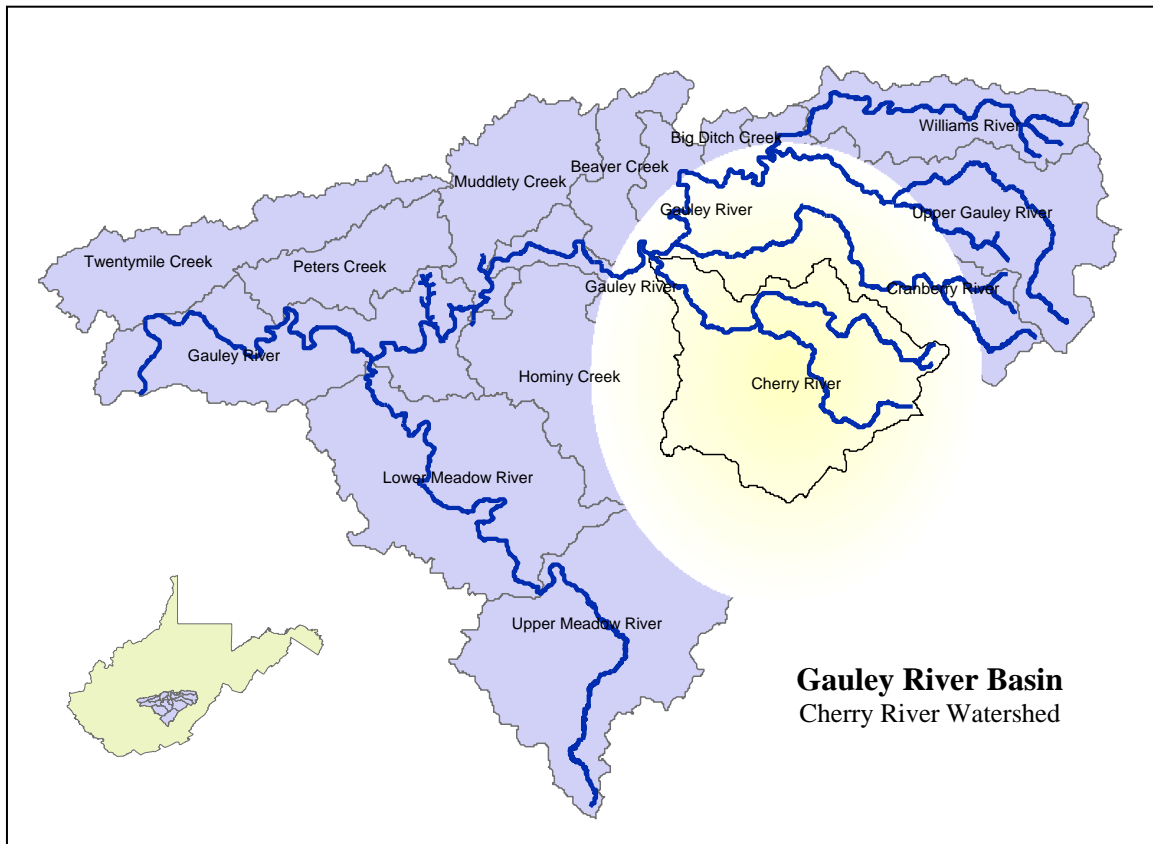 Williams River
Big Ditch Creek
Beaver Creek
Muddlety Creek
Gauley River
Upper Gauley River
Twentymile Creek
Peters Creek
Gauley River
Cranberry River
Gauley River
Hominy Creek
Cherry River
Lower Meadow River
Upper Meadow River
Gauley River Basin
Cherry River Watershed